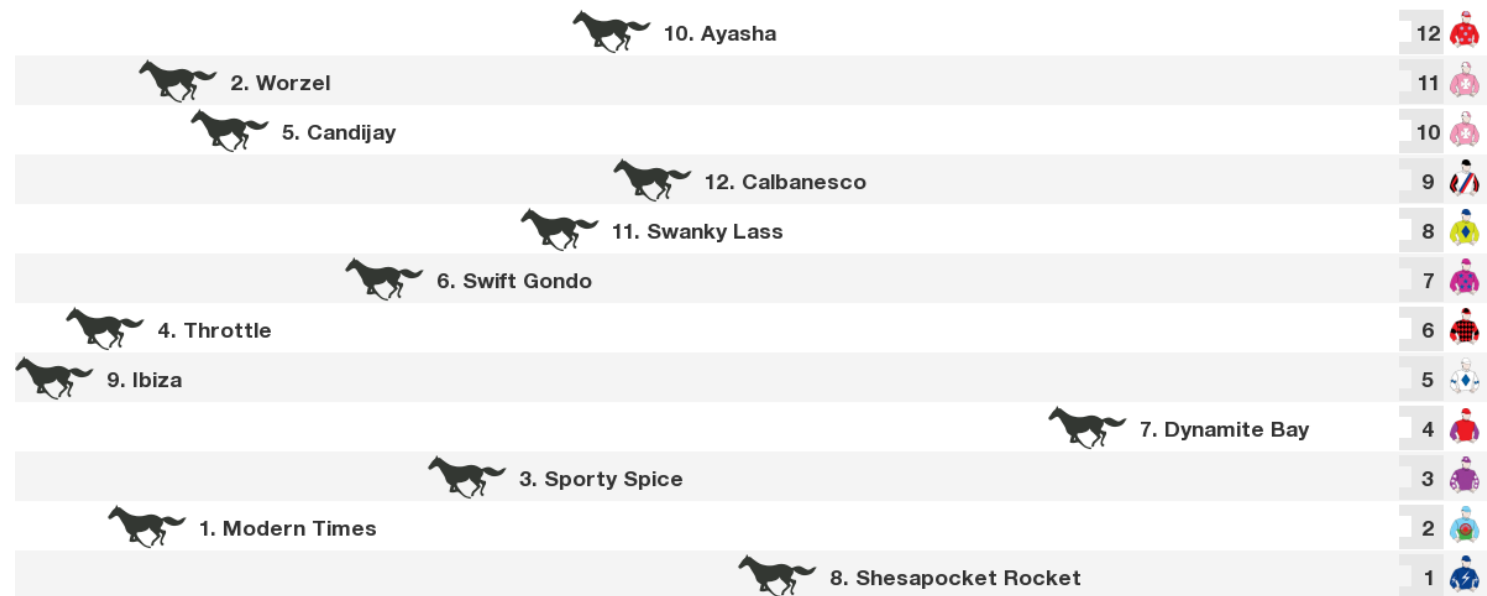 10. Ayasha 12
2. Worzel 11
5. Candijay 10
12. Calbanesco 9
11. Swanky Lass 8
6. Swift Gondo 7
4. Throttle 6
9. Ibiza 5
7. Dynamite Bay 4
3. Sporty Spice 3
1. Modern Times 2
8. Shesapocket Rocket 1